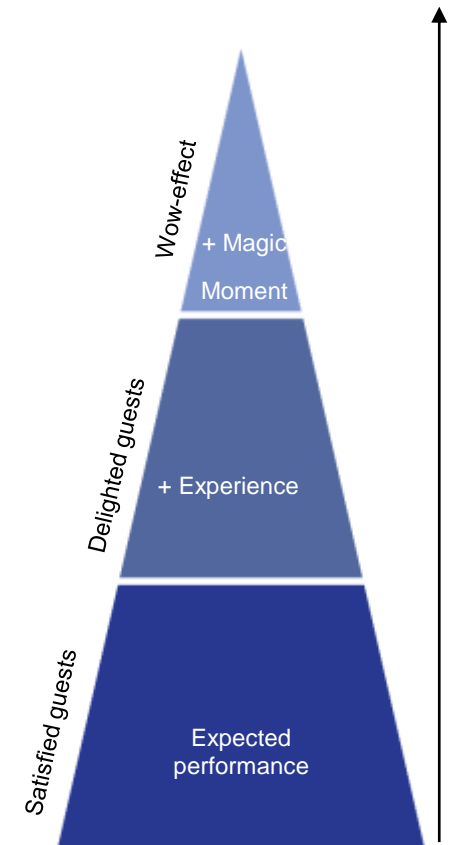 Wow-effect
+ Magic
Moment
Delighted guests
+ Experience
Satisfied guests
Expected
performance